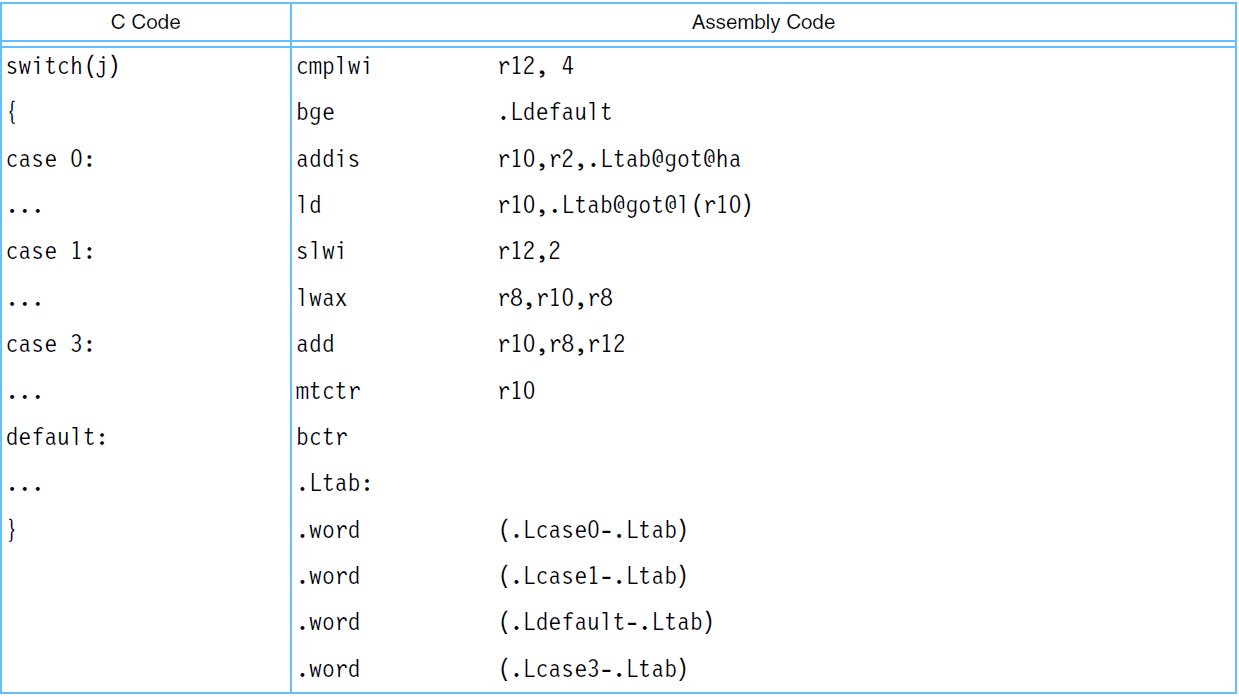 C Code Assembly Code
switch(j) cmplwi r12, 4
{ bge .Ldefault
case 0: addis r10,r2,.Ltab@got@ha
... ld r10,.Ltab@got@l(r10)
case 1: slwi r12,2
... lwax r8,r10,r8
case 3: add r10,r8,r12
... mtctr r10
default: bctr
... .Ltab:
} .word (.Lcase0-.Ltab)
.word (.Lcase1-.Ltab)
.word (.Ldefault-.Ltab)
.word (.Lcase3-.Ltab)